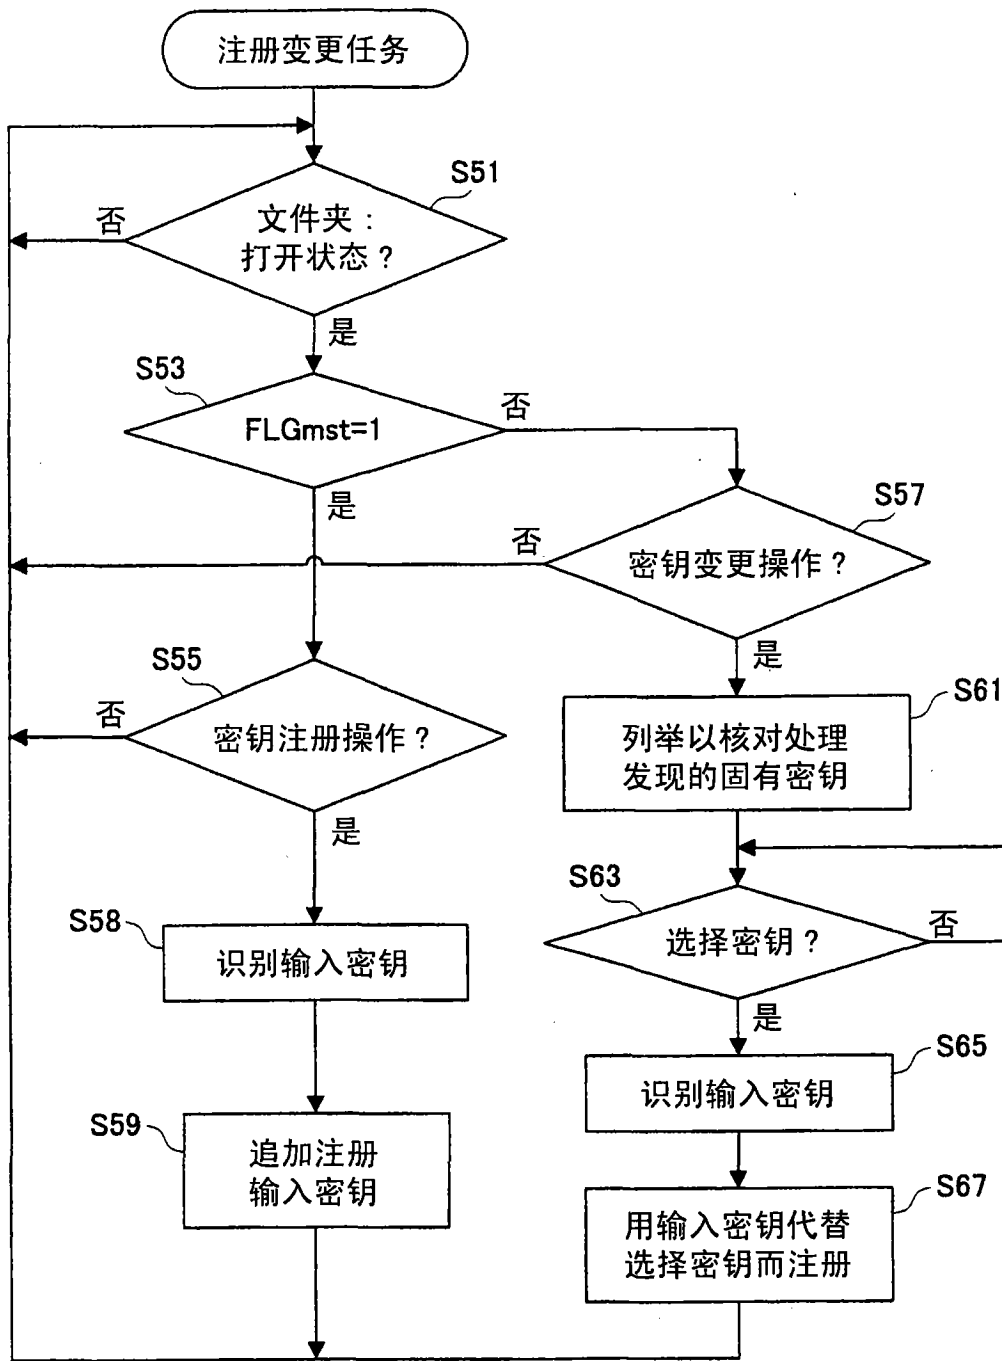 注册变更任务
S51
否
文件夹：
打开状态？
是
S53
FLGmst=1
否
是
S57
否
密钥变更操作？
是
S55
否
密钥注册操作？
是
S61
列举以核对处理
发现的固有密钥
S63
选择密钥？
否
是
S58
识别输入密钥
S65
识别输入密钥
S59
追加注册
输入密钥
S67
用输入密钥代替
选择密钥而注册